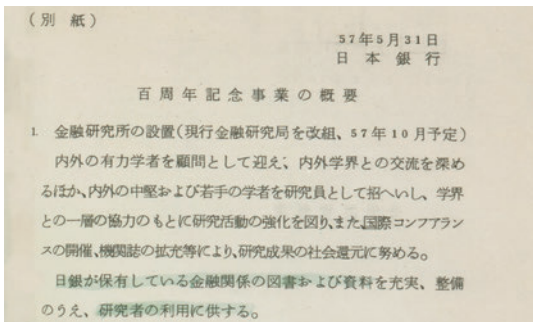 （別　紙）
57年5月31日
日　本　銀　行
百周年記念事業の概要
1. 金融研究所の設置（現行金融研究局を改組、57年10月予定）
内外の有力学者を顧問として迎え、内外学界との交流を深め
るほか、内外の中堅および若手の学者を研究員として招へいし、学界
との一層の協力のもとに研究活動の強化を図り、また、国際コンファラン
スの開催、機関誌の拡充等により、研究成果の社会還元に努める。
日銀が保有している金融関係の図書および資料を充実、整備
のうえ、研究者の利用に供する。